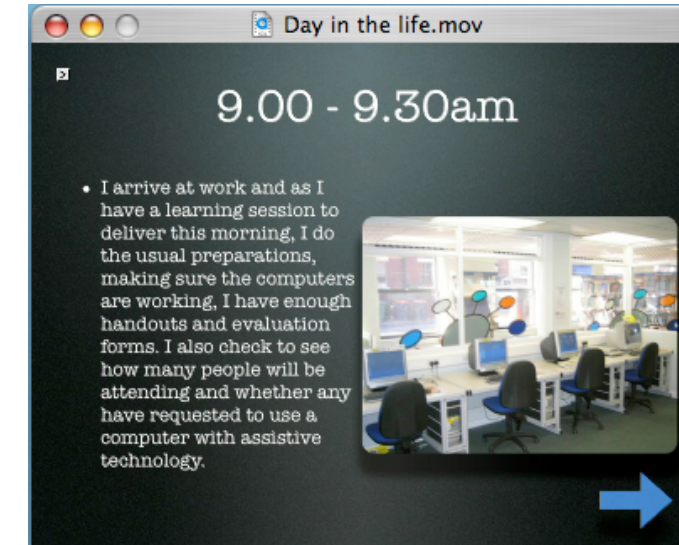 Day in the life.mov
9.00 - 9.30am
• I arrive at work and as I
have a learning session to
deliver this morning, I do
the usual preparations,
making sure the computers
are working, I have enough
handouts and evaluation
forms. I also check to see
how many people will be
attending and whether any
have requested to use a
computer with assistive
technology.